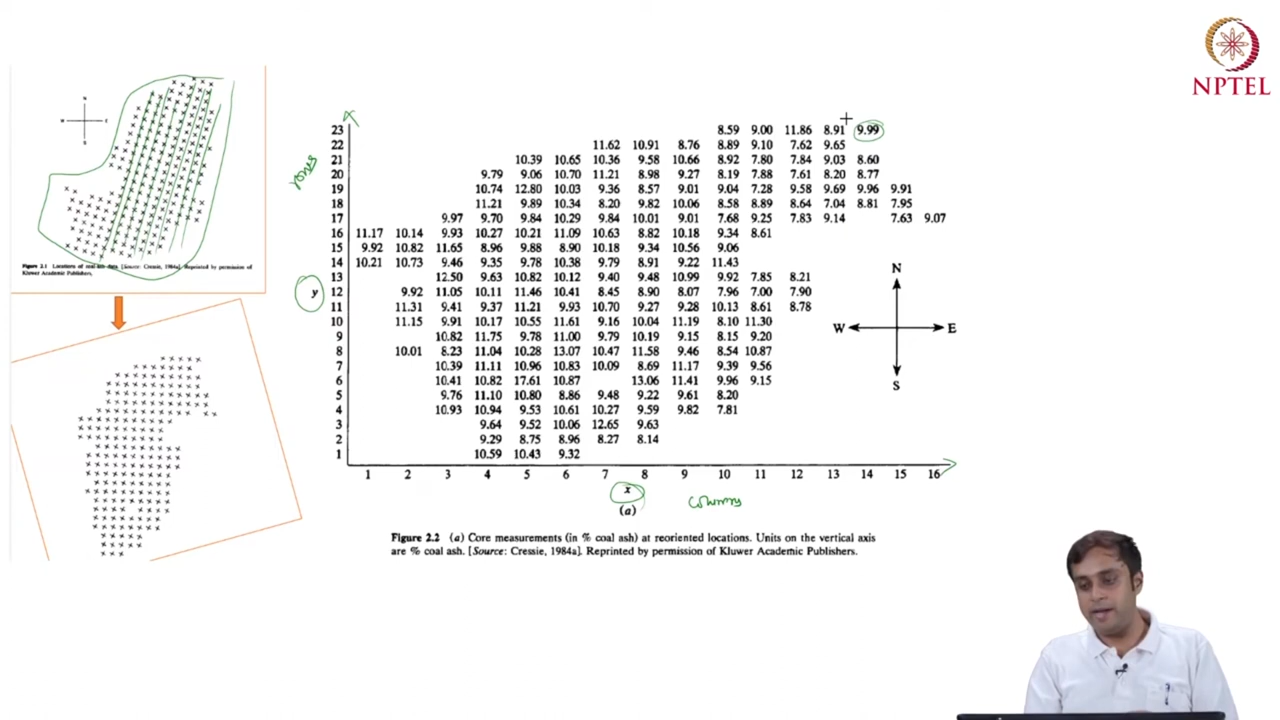 NPTEL
N
W E
S
Figure 2.1 Locations of coal-ash data. [Source: Cressie, 1984a]. Reprinted by permission of
Kluwer Academic Publishers.
rows
23 8.59 9.00 11.86 8.91 9.99
22 11.62 10.91 8.76 8.89 9.10 7.62 9.65
21 10.39 10.65 10.36 9.58 10.66 8.92 7.80 7.84 9.03 8.60
20 9.79 9.06 10.70 11.21 8.98 9.27 8.19 7.88 7.61 8.20 8.77
19 10.74 12.80 10.03 9.36 8.57 9.01 9.04 7.28 9.58 9.69 9.96 9.91
18 11.21 9.89 10.34 8.20 9.82 10.06 8.58 8.89 8.64 7.04 8.81 7.95
17 9.97 9.70 9.84 10.29 9.84 10.01 9.01 7.68 9.25 7.83 9.14 7.63 9.07
16 11.17 10.14 9.93 10.27 10.21 11.09 10.63 8.82 10.18 9.34 8.61
15 9.92 10.82 11.65 8.96 9.88 8.90 10.18 9.34 10.56 9.06
14 10.21 10.73 9.46 9.35 9.78 10.38 9.79 8.91 9.22 11.43
13 12.50 9.63 10.82 10.12 9.40 9.48 10.99 9.92 7.85 8.21
y 12 9.92 11.05 10.11 11.46 10.41 8.45 8.90 8.07 7.96 7.00 7.90
11 11.31 9.41 9.37 11.21 9.93 10.70 9.27 9.28 10.13 8.61 8.78
10 11.15 9.91 10.17 10.55 11.61 9.16 10.04 11.19 8.10 11.30
9 10.82 11.75 9.78 11.00 9.79 10.19 9.15 8.15 9.20
8 10.01 8.23 11.04 10.28 13.07 10.47 11.58 9.46 8.54 10.87
7 10.39 11.11 10.96 10.83 10.09 8.69 11.17 9.39 9.56
6 10.41 10.82 17.61 10.87 13.06 11.41 9.96 9.15
5 9.76 11.10 10.80 8.86 9.48 9.22 9.61 8.20
4 10.93 10.94 9.53 10.61 10.27 9.59 9.82 7.81
3 9.64 9.52 10.06 12.65 9.63
2 9.29 8.75 8.96 8.27 8.14
1 10.59 10.43 9.32
1 2 3 4 5 6 7 8 9 10 11 12 13 14 15 16
x
columns
(a)
N
W E
S
Figure 2.2 (a) Core measurements (in % coal ash) at reoriented locations. Units on the vertical axis
are % coal ash. [Source: Cressie, 1984a]. Reprinted by permission of Kluwer Academic Publishers.